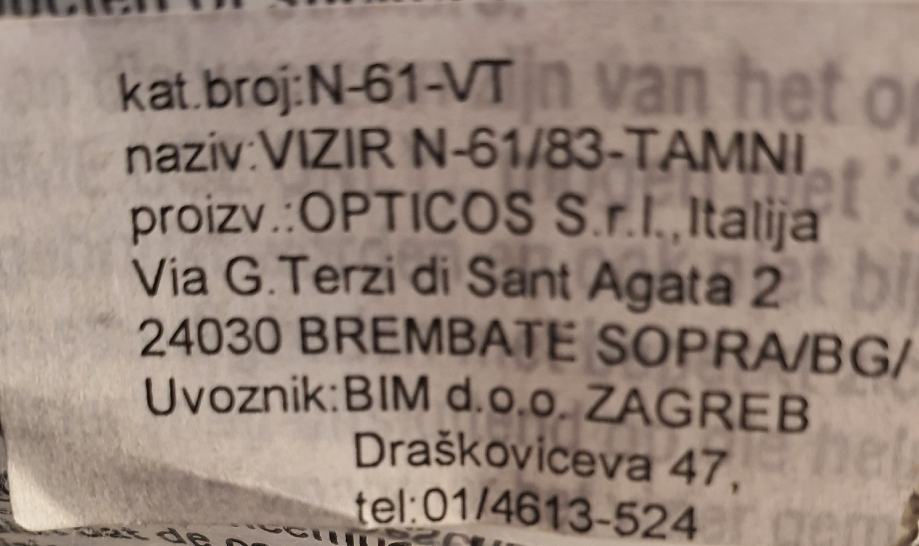 kat.broj:N-61-VT
naziv:VIZIR N-61/83-TAMNI
proizv.:OPTICOS S.r.l.,Italija
Via G.Terzi di Sant Agata 2
24030 BREMBATE SOPRA/BG/
Uvoznik:BIM d.o.o. ZAGREB
Draškoviceva 47,
tel:01/4613-524